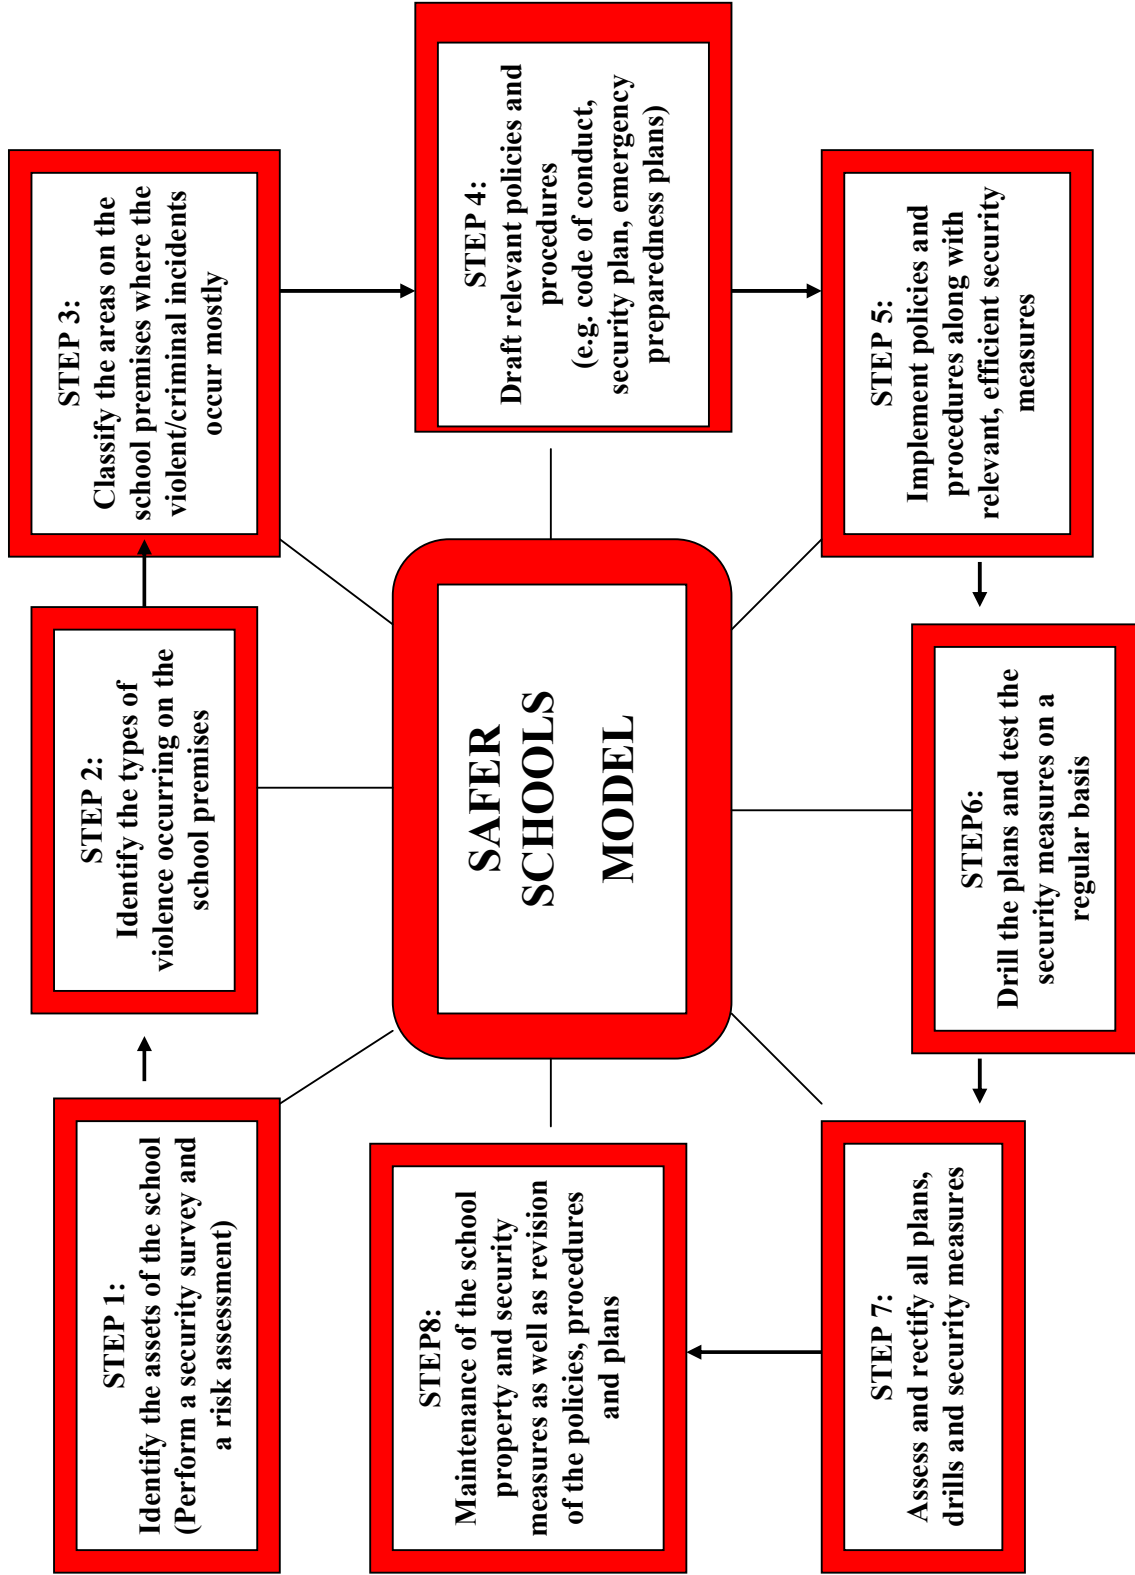 STEP 1:
Identify the assets of the school
(Perform a security survey and
a risk assessment)
STEP 2:
Identify the types of
violence occurring on the
school premises
STEP 3:
Classify the areas on the
school premises where the
violent/criminal incidents
occur mostly
STEP 4:
Draft relevant policies and
procedures
(e.g. code of conduct,
security plan, emergency
preparedness plans)
STEP 5:
Implement policies and
procedures along with
relevant, efficient security
measures
STEP6:
Drill the plans and test the
security measures on a
regular basis
STEP 7:
Assess and rectify all plans,
drills and security measures
STEP8:
Maintenance of the school
property and security
measures as well as revision
of the policies, procedures
and plans
SAFER
SCHOOLS
MODEL